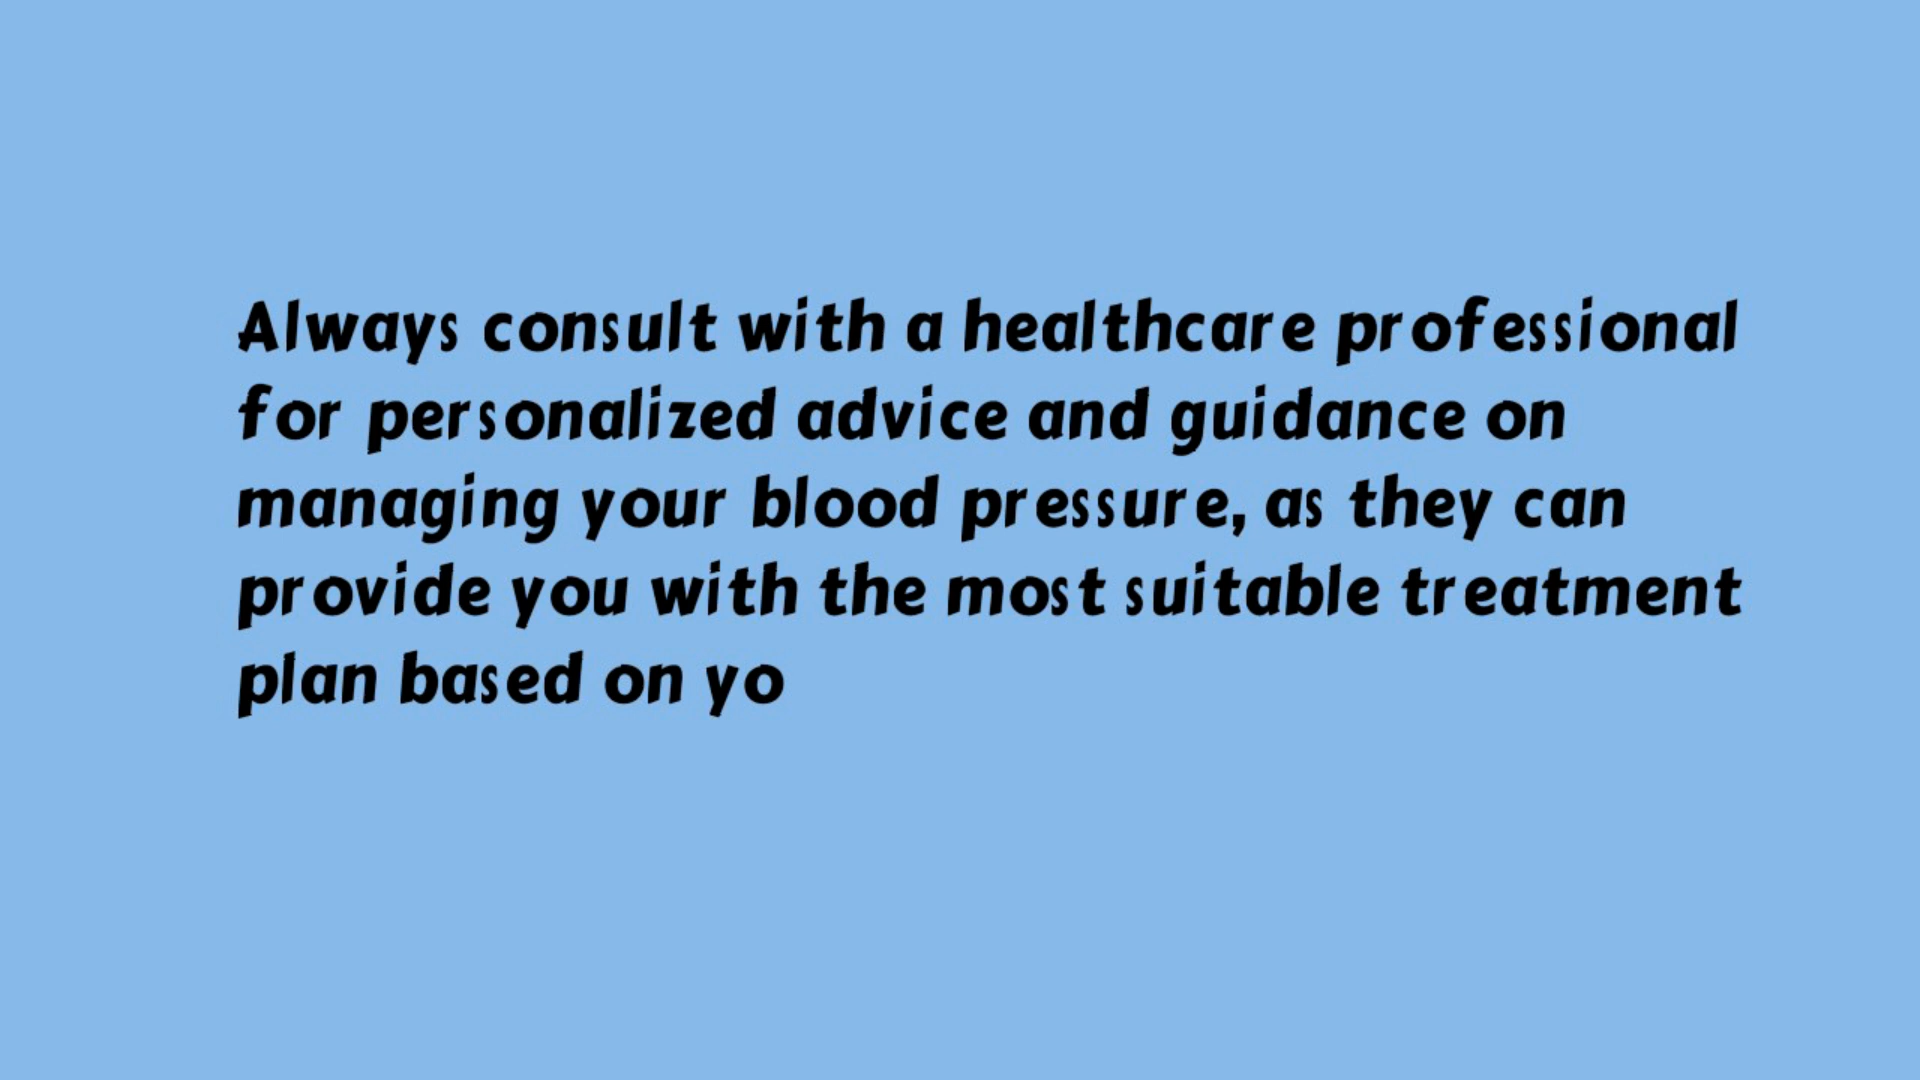 Always consult with a healthcare professional
for personalized advice and guidance on
managing your blood pressure, as they can
provide you with the most suitable treatment
plan based on yo